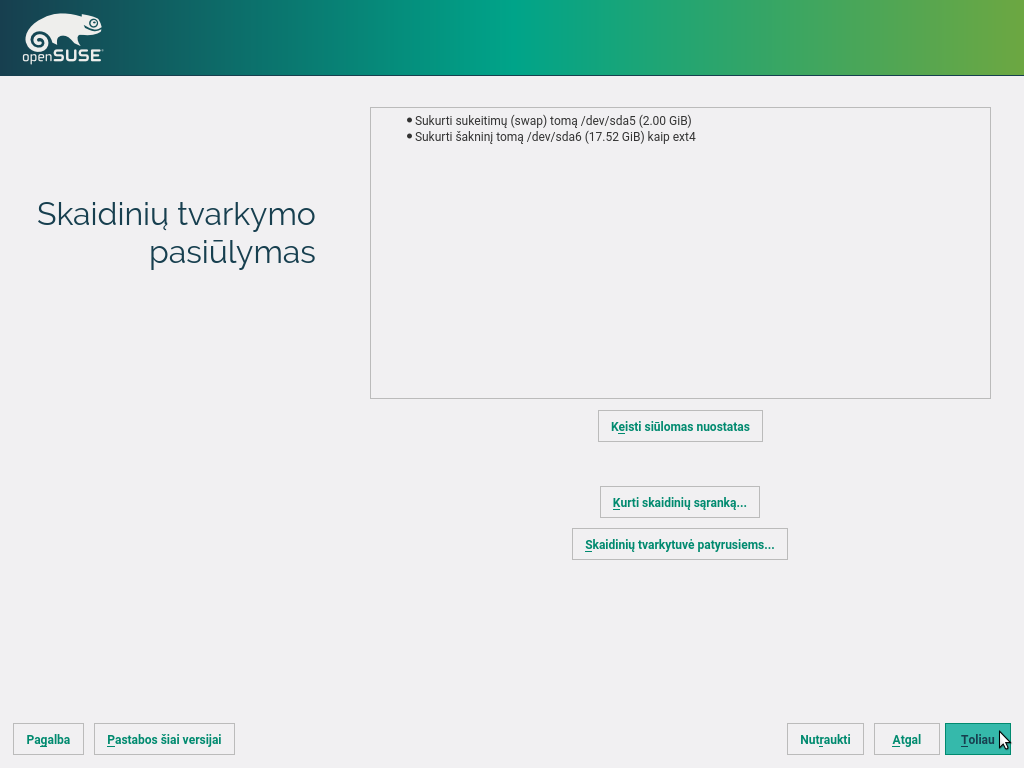 openSUSE
Skaidinių tvarkymo
pasiūlymas
Sukurti sukeitimų (swap) tomą /dev/sda5 (2.00 GiB)
Sukurti šakninį tomą /dev/sda6 (17.52 GiB) kaip ext4
Keisti siūlomas nuostatas
Kurti skaidinių sąranką...
Skaidinių tvarkytuvė patyrusiems...
Pagalba
Pastabos šiai versijai
Nutraukti
Atgal
Toliau